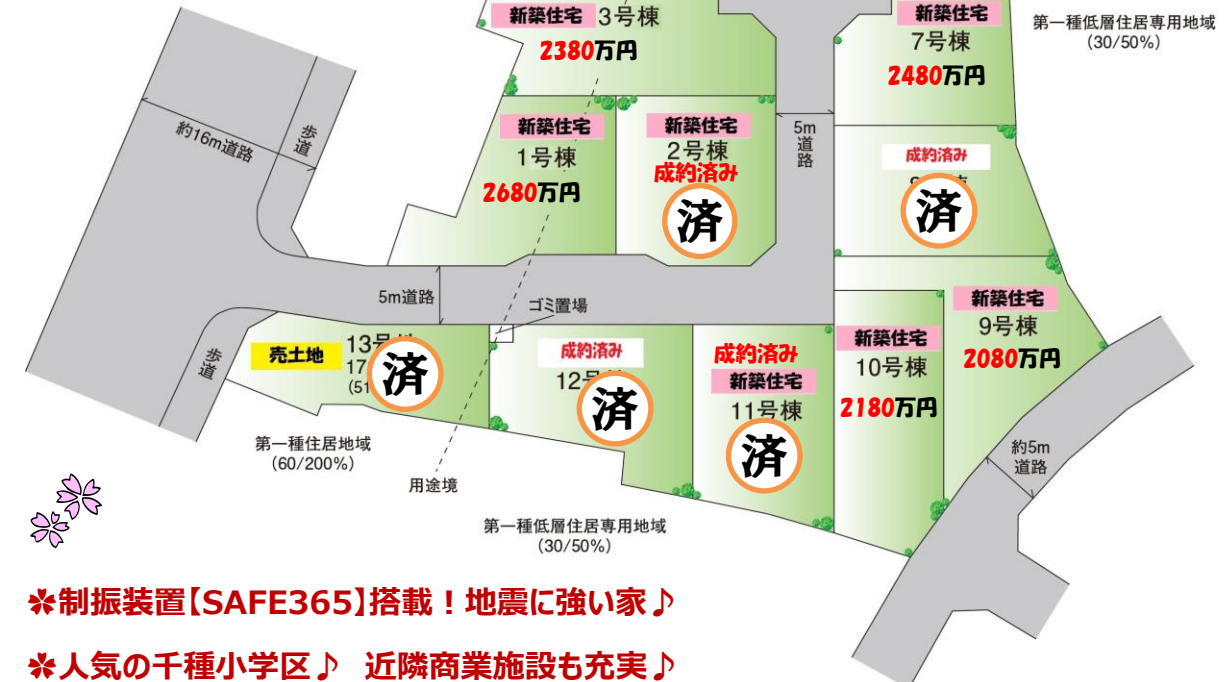 新築住宅 3号棟
2380万円
新築住宅
7号棟
2480万円
第一種低層住居専用地域
(30/50%)
約16m道路
歩道
新築住宅
1号棟
2680万円
新築住宅
2号棟
成約済み
済
5m
道路
成約済み
済
5m道路
ゴミ置場
売土地
済
歩道
成約済み
済
成約済み
新築住宅
11号棟
済
新築住宅
10号棟
2180万円
新築住宅
9号棟
2080万円
第一種住居地域
(60/200%)
用途境
約5m
道路
第一種低層住居専用地域
(30/50%)
✽制振装置【SAFE365】搭載！地震に強い家♪
✽人気の千種小学区♪ 近隣商業施設も充実♪